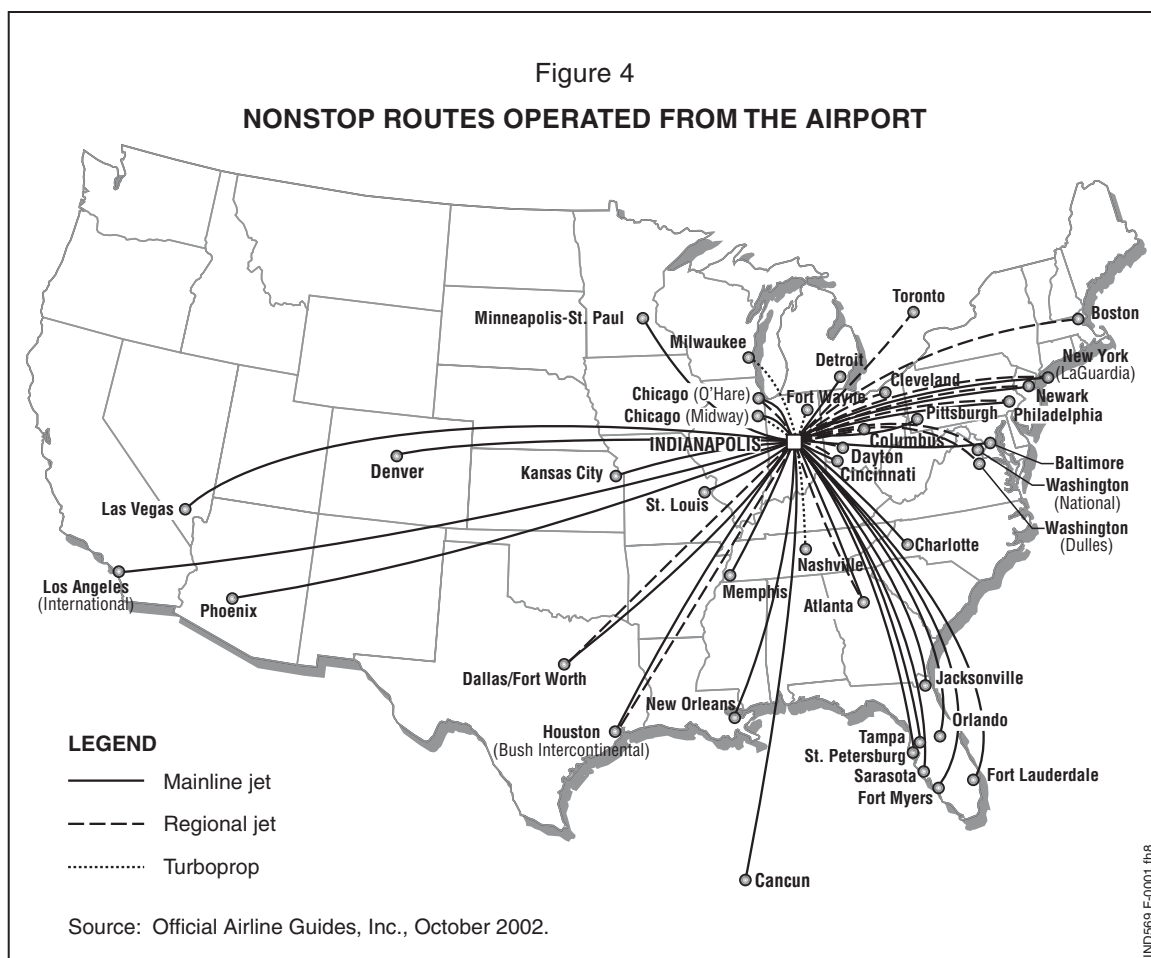 Figure 4
NONSTOP ROUTES OPERATED FROM THE AIRPORT
Toronto
Boston
Minneapolis-St. Paul
Milwaukee
Detroit
New York
(LaGuardia)
Cleveland
Chicago (O'Hare)
Fort Wayne
Newark
Chicago (Midway)
Pittsburgh
Philadelphia
INDIANAPOLIS
Columbus
Dayton
Baltimore
Denver
Kansas City
Cincinnati
Washington
(National)
Las Vegas
St. Louis
Washington
(Dulles)
Charlotte
Nashville
Los Angeles
(International)
Phoenix
Memphis
Atlanta
Dallas/Fort Worth
Jacksonville
New Orleans
Orlando
Houston
(Bush Intercontinental)
Tampa
St. Petersburg
Sarasota
Fort Lauderdale
Fort Myers
Cancun
LEGEND
Mainline jet
Regional jet
Turboprop
Source: Official Airline Guides, Inc., October 2002.
IND569 F-0001.fh8